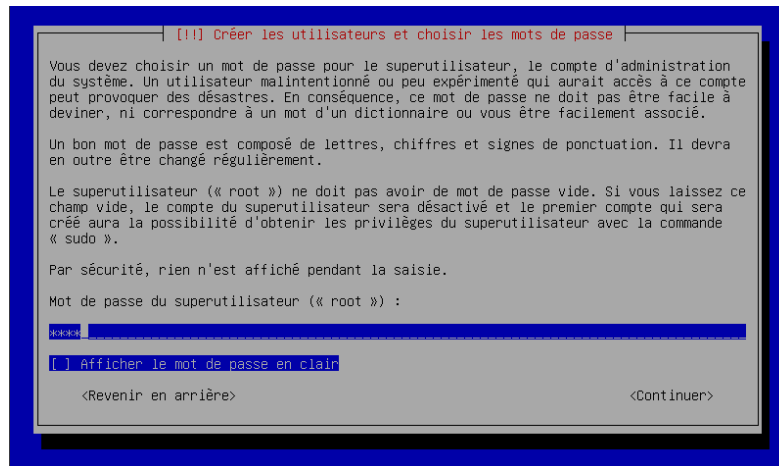 [!!] Créer les utilisateurs et choisir les mots de passe
Vous devez choisir un mot de passe pour le superutilisateur, le compte d'administration
du système. Un utilisateur malintentionné ou peu expérimenté qui aurait accès à ce compte
peut provoquer des désastres. En conséquence, ce mot de passe ne doit pas être facile à
deviner, ni correspondre à un mot d'un dictionnaire ou vous être facilement associé.
Un bon mot de passe est composé de lettres, chiffres et signes de ponctuation. Il devra
en outre être changé régulièrement.
Le superutilisateur (« root ») ne doit pas avoir de mot de passe vide. Si vous laissez ce
champ vide, le compte du superutilisateur sera désactivé et le premier compte qui sera
créé aura la possibilité d'obtenir les privilèges du superutilisateur avec la commande
« sudo ».
Par sécurité, rien n'est affiché pendant la saisie.
Mot de passe du superutilisateur (« root ») :
****
[ ] Afficher le mot de passe en clair
<Revenir en arrière> <Continuer>